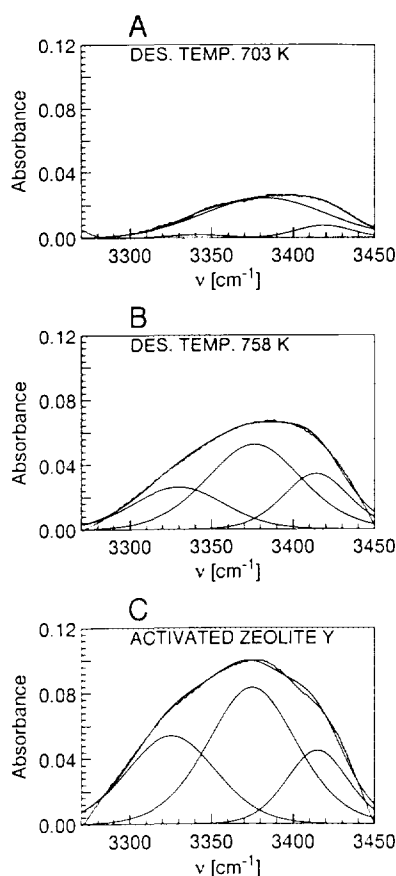 A
DES. TEMP. 703 K
0.12
0.08
0.04
0.00
Absorbance
3300 3350 3400 3450
ν [cm⁻¹]
B
DES. TEMP. 758 K
0.12
0.08
0.04
0.00
Absorbance
3300 3350 3400 3450
ν [cm⁻¹]
C
ACTIVATED ZEOLITE Y
0.12
0.08
0.04
0.00
Absorbance
3300 3350 3400 3450
ν [cm⁻¹]